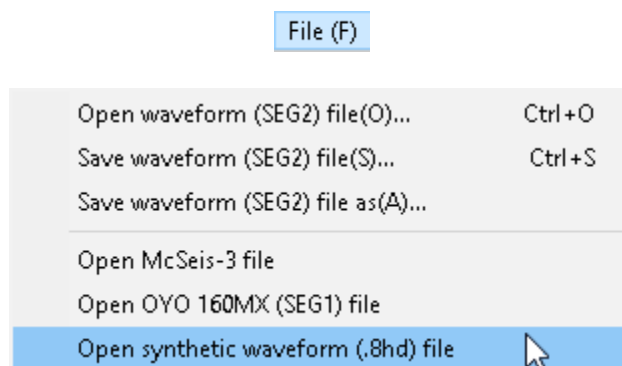 File (F)
Open waveform (SEG2) file(O)... Ctrl+O
Save waveform (SEG2) file(S)... Ctrl+S
Save waveform (SEG2) file as(A)...
Open McSeis-3 file
Open OYO 160MX (SEG1) file
Open synthetic waveform (.8hd) file